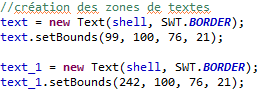 //création des zones de textes
text = new Text(shell, SWT.BORDER);
text.setBounds(99, 100, 76, 21);
text_1 = new Text(shell, SWT.BORDER);
text_1.setBounds(242, 100, 76, 21);